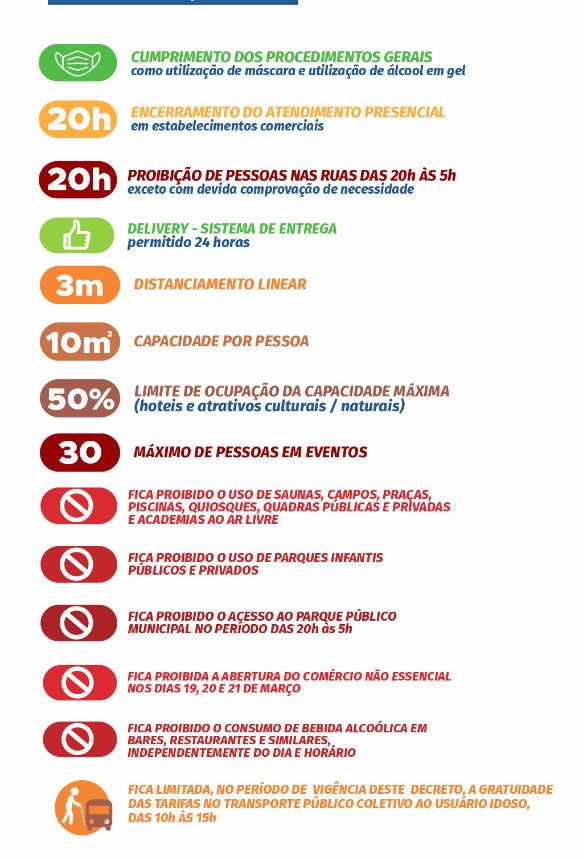 CUMPRIMENTO DOS PROCEDIMENTOS GERAIS
como utilização de máscara e utilização de álcool em gel
20h
ENCERRAMENTO DO ATENDIMENTO PRESENCIAL
em estabelecimentos comerciais
20h
PROIBIÇÃO DE PESSOAS NAS RUAS DAS 20h ÀS 5h
exceto com devida comprovação de necessidade
DELIVERY - SISTEMA DE ENTREGA
permitido 24 horas
3m
DISTANCIAMENTO LINEAR
10m²
CAPACIDADE POR PESSOA
50%
LIMITE DE OCUPAÇÃO DA CAPACIDADE MÁXIMA
(hoteis e atrativos culturais / naturais)
30
MÁXIMO DE PESSOAS EM EVENTOS
FICA PROIBIDO O USO DE SAUNAS, CAMPOS, PRAÇAS,
PISCINAS, QUIOSQUES, QUADRAS PÚBLICAS E PRIVADAS
E ACADEMIAS AO AR LIVRE
FICA PROIBIDO O USO DE PARQUES INFANTIS
PÚBLICOS E PRIVADOS
FICA PROIBIDO O ACESSO AO PARQUE PÚBLICO
MUNICIPAL NO PERÍODO DAS 20h às 5h
FICA PROIBIDA A ABERTURA DO COMÉRCIO NÃO ESSENCIAL
NOS DIAS 19, 20 E 21 DE MARÇO
FICA PROIBIDO O CONSUMO DE BEBIDA ALCOÓLICA EM
BARES, RESTAURANTES E SIMILARES,
INDEPENDENTEMENTE DO DIA E HORÁRIO
FICA LIMITADA, NO PERÍODO DE VIGÊNCIA DESTE DECRETO, A GRATUIDADE
DAS TARIFAS NO TRANSPORTE PÚBLICO COLETIVO AO USUÁRIO IDOSO,
DAS 10h ÀS 15h